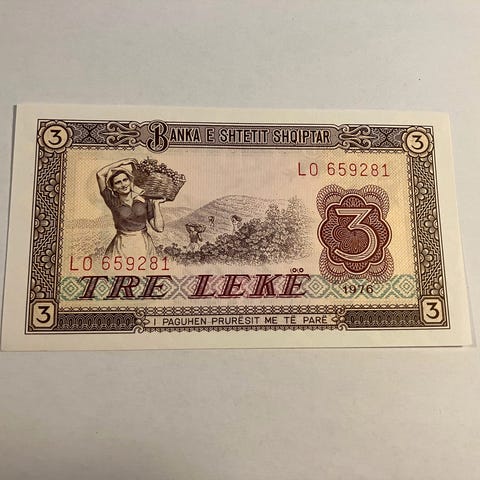 3 BANKA E SHTETIT SHQIPTAR 3
LO 659281
3
LO 659281
TRE LEKË
1976
3 I PAGUHEN PRURËSIT ME TË PARË 3